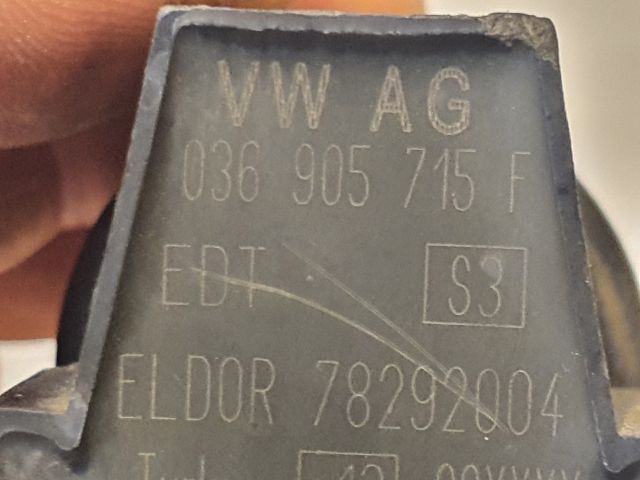 VW AG
036 905 715 F
EDT S3
ELDOR 78292004